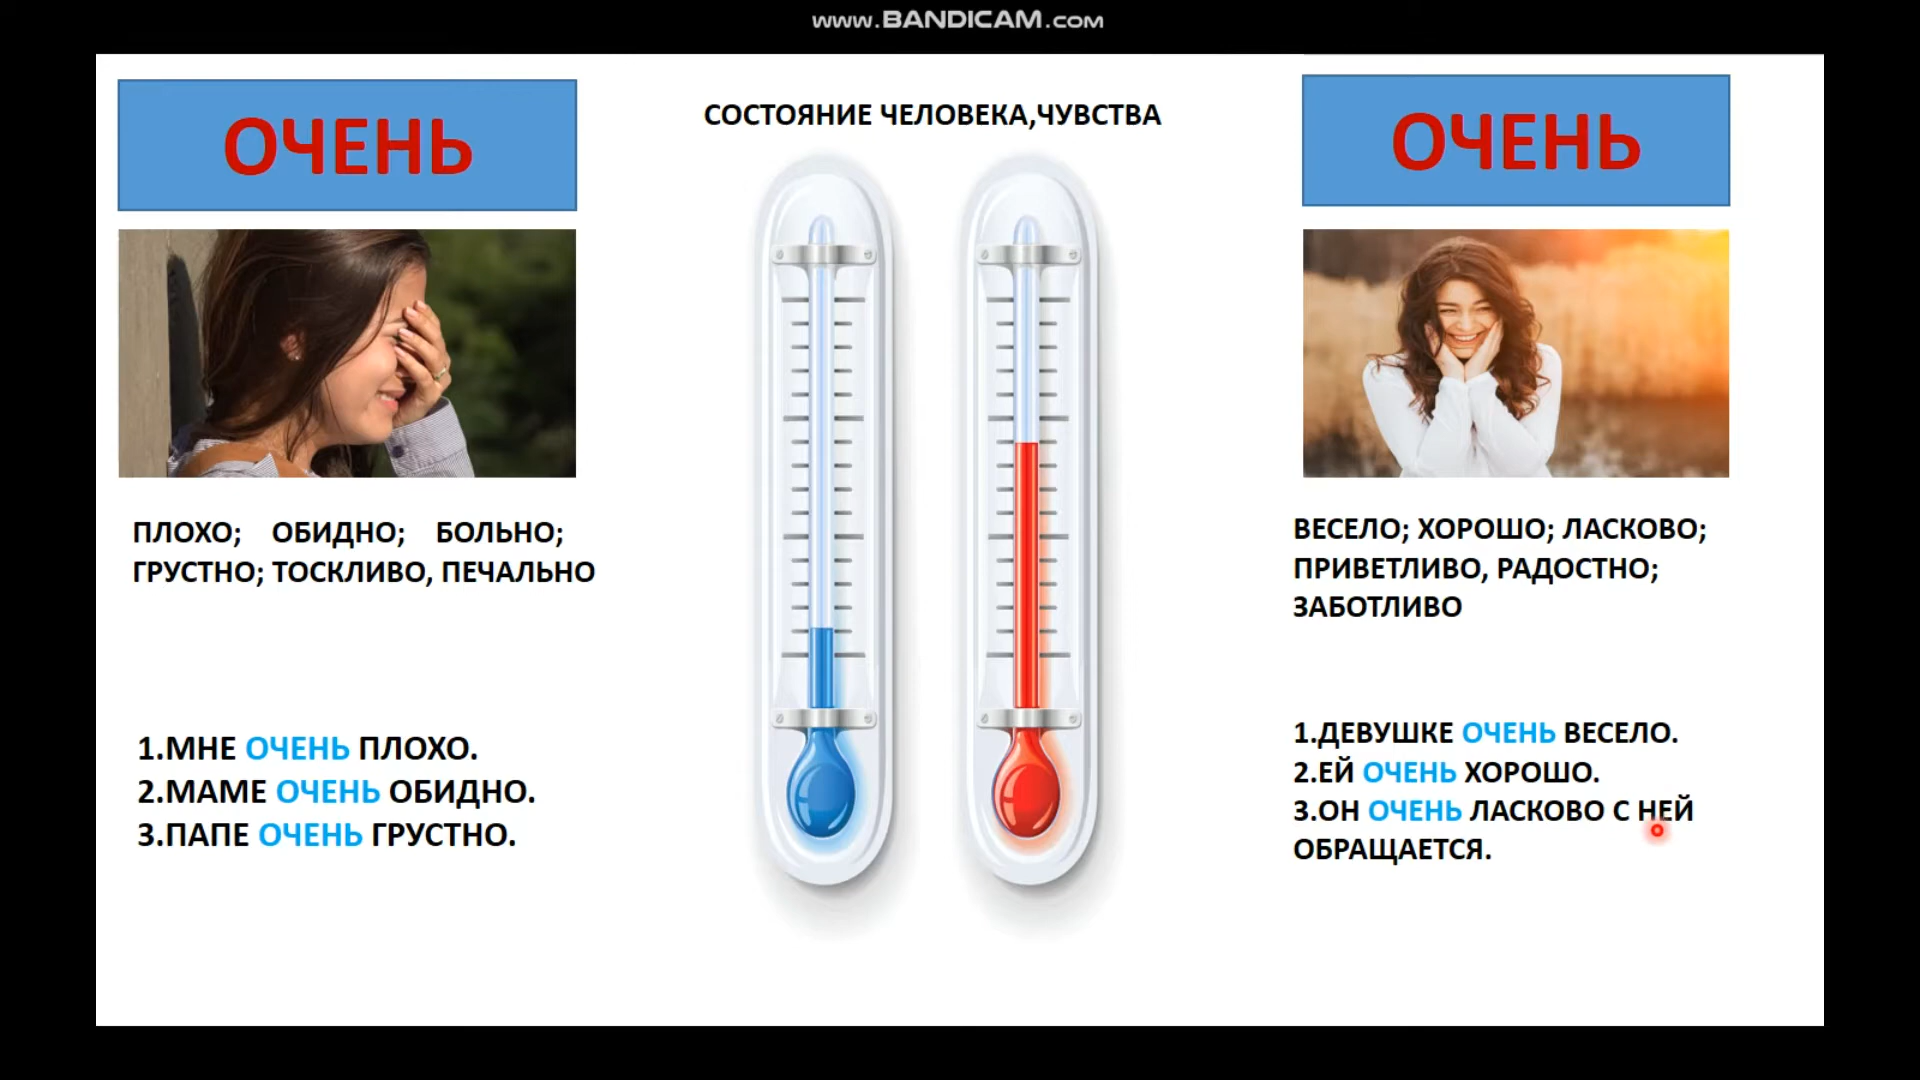 www.BANDICAM.com
ОЧЕНЬ
ПЛОХО; ОБИДНО; БОЛЬНО;
ГРУСТНО; ТОСКЛИВО, ПЕЧАЛЬНО
1.МНЕ ОЧЕНЬ ПЛОХО.
2.МАМЕ ОЧЕНЬ ОБИДНО.
3.ПАПЕ ОЧЕНЬ ГРУСТНО.
СОСТОЯНИЕ ЧЕЛОВЕКА,ЧУВСТВА
ОЧЕНЬ
ВЕСЕЛО; ХОРОШО; ЛАСКОВО;
ПРИВЕТЛИВО, РАДОСТНО;
ЗАБОТЛИВО
1.ДЕВУШКЕ ОЧЕНЬ ВЕСЕЛО.
2.ЕЙ ОЧЕНЬ ХОРОШО.
3.ОН ОЧЕНЬ ЛАСКОВО С НЕЙ
ОБРАЩАЕТСЯ.